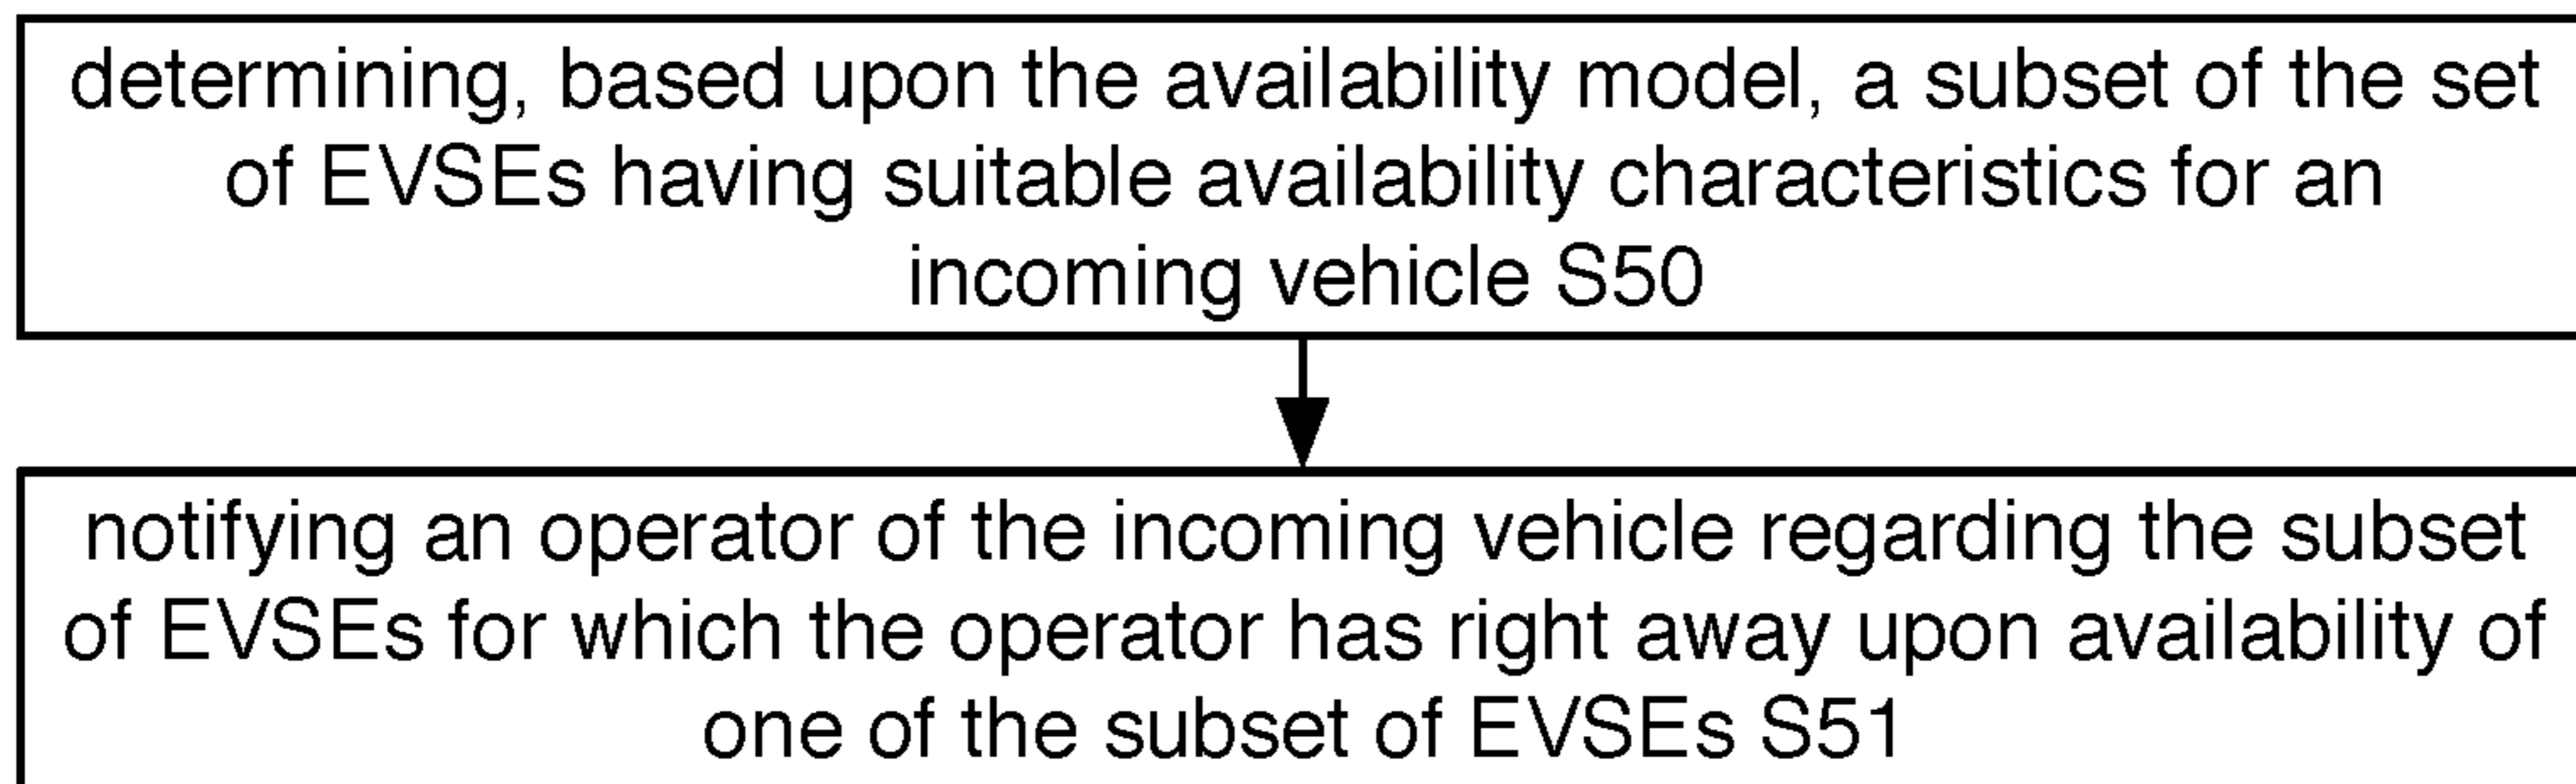 determining, based upon the availability model, a subset of the set
of EVSEs having suitable availability characteristics for an
incoming vehicle S50
notifying an operator of the incoming vehicle regarding the subset
of EVSEs for which the operator has right away upon availability of
one of the subset of EVSEs S51